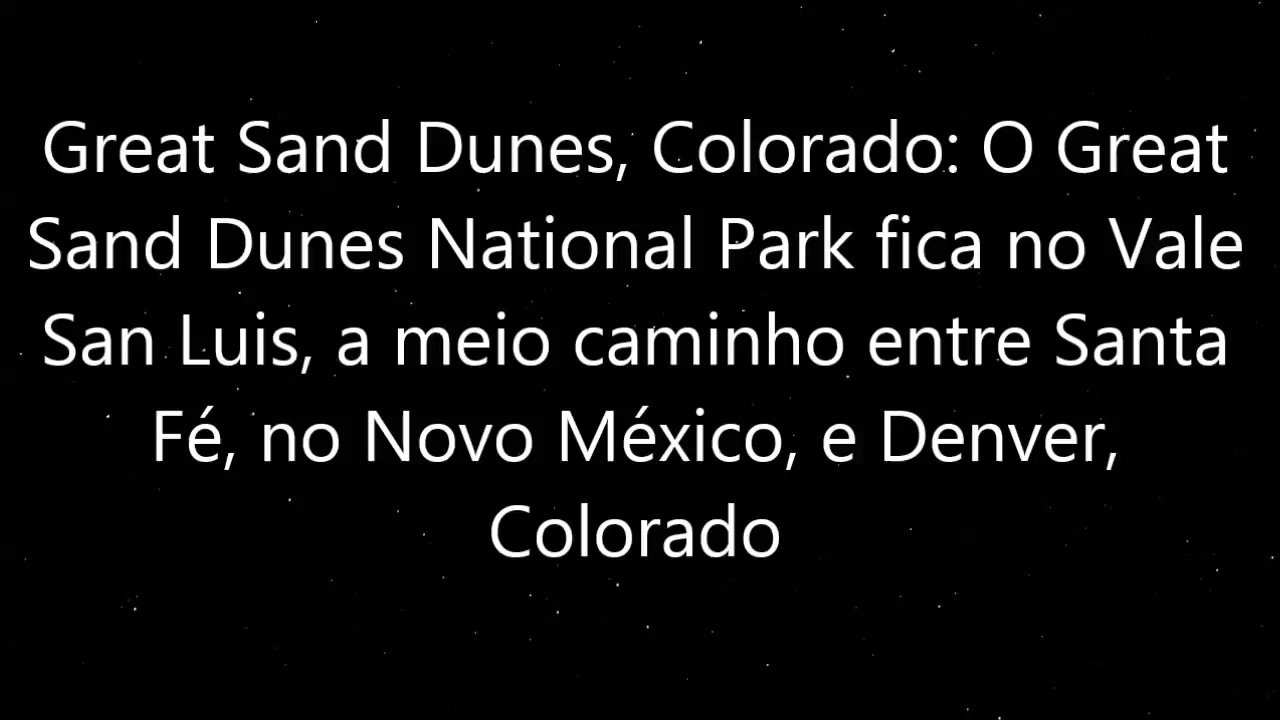 Great Sand Dunes, Colorado: O Great
Sand Dunes National Park fica no Vale
San Luis, a meio caminho entre Santa
Fé, no Novo México, e Denver,
Colorado